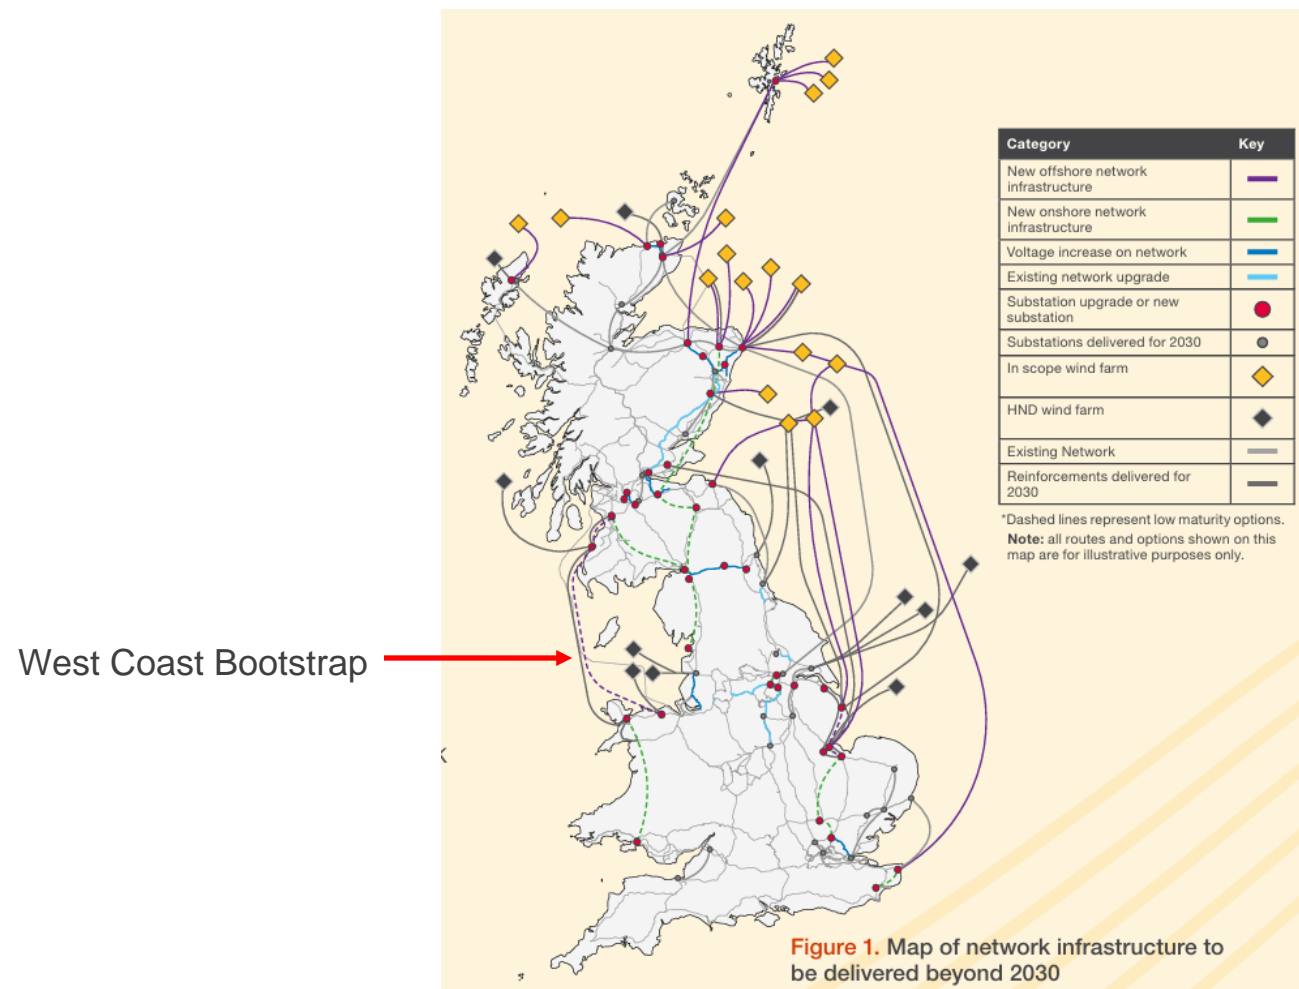 West Coast Bootstrap
Category Key
New offshore network
infrastructure
New onshore network
infrastructure
Voltage increase on network
Existing network upgrade
Substation upgrade or new
substation
Substations delivered for 2030
In scope wind farm
HND wind farm
Existing Network
Reinforcements delivered for
2030
*Dashed lines represent low maturity options.
Note: all routes and options shown on this
map are for illustrative purposes only.
Figure 1. Map of network infrastructure to
be delivered beyond 2030